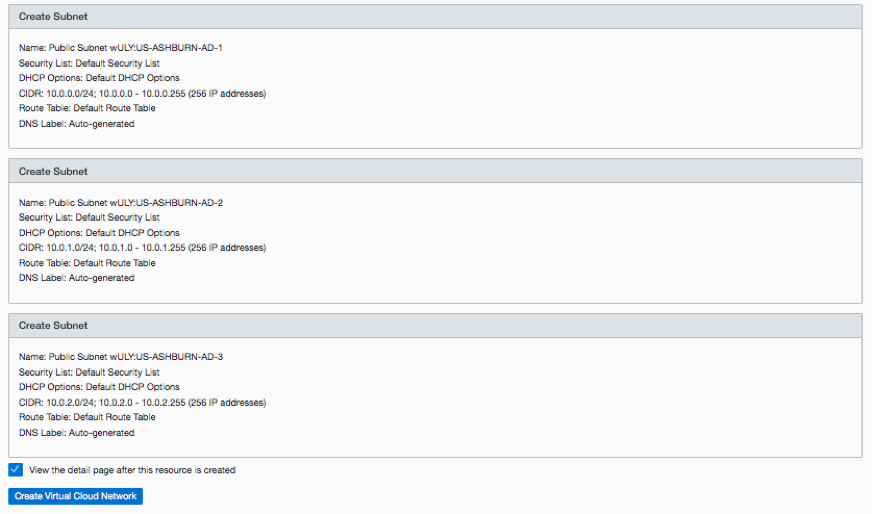 Create Subnet
Name: Public Subnet wULY:US-ASHBURN-AD-1
Security List: Default Security List
DHCP Options: Default DHCP Options
CIDR: 10.0.0.0/24; 10.0.0.0 - 10.0.0.255 (256 IP addresses)
Route Table: Default Route Table
DNS Label: Auto-generated
Create Subnet
Name: Public Subnet wULY:US-ASHBURN-AD-2
Security List: Default Security List
DHCP Options: Default DHCP Options
CIDR: 10.0.1.0/24; 10.0.1.0 - 10.0.1.255 (256 IP addresses)
Route Table: Default Route Table
DNS Label: Auto-generated
Create Subnet
Name: Public Subnet wULY:US-ASHBURN-AD-3
Security List: Default Security List
DHCP Options: Default DHCP Options
CIDR: 10.0.2.0/24; 10.0.2.0 - 10.0.2.255 (256 IP addresses)
Route Table: Default Route Table
DNS Label: Auto-generated
View the detail page after this resource is created
Create Virtual Cloud Network